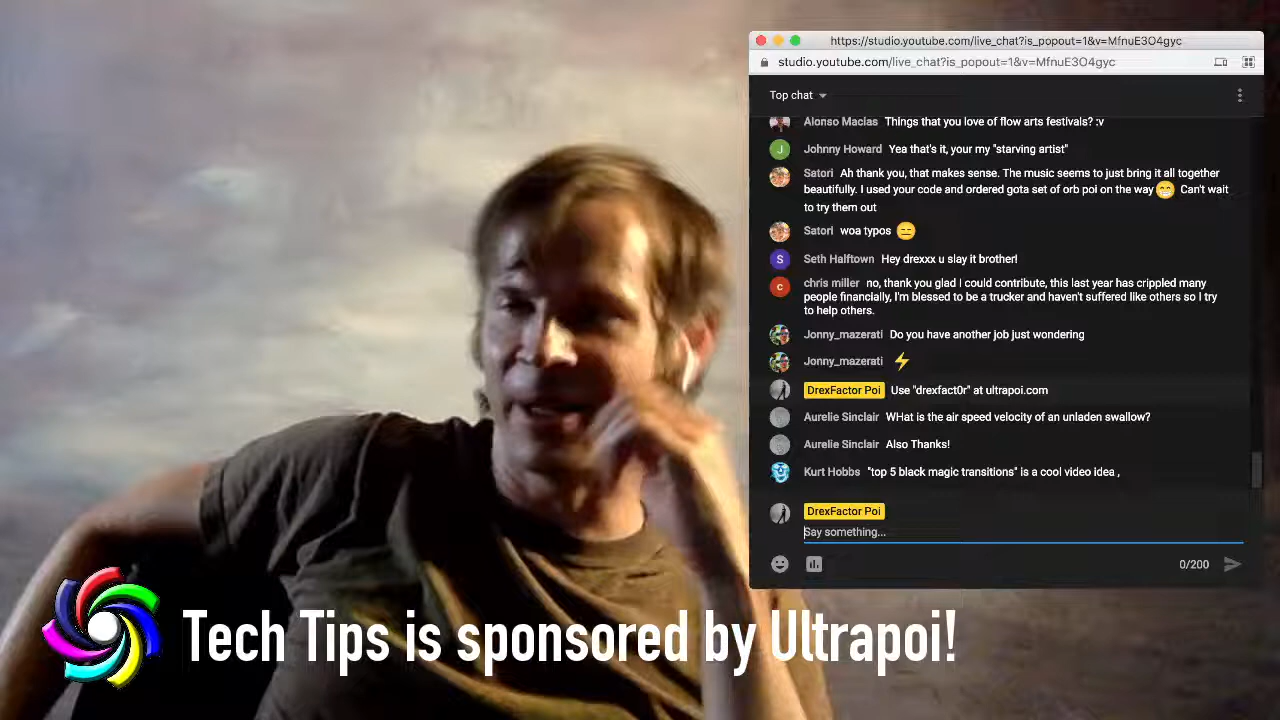 https://studio.youtube.com/live_chat?is_popout=1&v=MfnuE3O4gyc
studio.youtube.com/live_chat?is_popout=1&v=MfnuE3O4gyc
Top chat
Alonso Macias Things that you love of flow arts festivals? :v
J Johnny Howard Yea that's it, your my "starving artist"
Satori Ah thank you, that makes sense. The music seems to just bring it all together
beautifully. I used your code and ordered gota set of orb poi on the way😁 Can't wait
to try them out
Satori woa typos 😑
S Seth Halftown Hey drexxx u slay it brother!
c chris miller no, thank you glad I could contribute, this last year has crippled many
people financially, I'm blessed to be a trucker and haven't suffered like others so I try
to help others.
Jonny_mazerati Do you have another job just wondering
Jonny_mazerati ⚡
DrexFactor Poi Use "drexfact0r" at ultrapoi.com
Aurelie Sinclair WHat is the air speed velocity of an unladen swallow?
Aurelie Sinclair Also Thanks!
Kurt Hobbs "top 5 black magic transitions" is a cool video idea ,
DrexFactor Poi
Say something...
0/200
Tech Tips is sponsored by Ultrapoi!